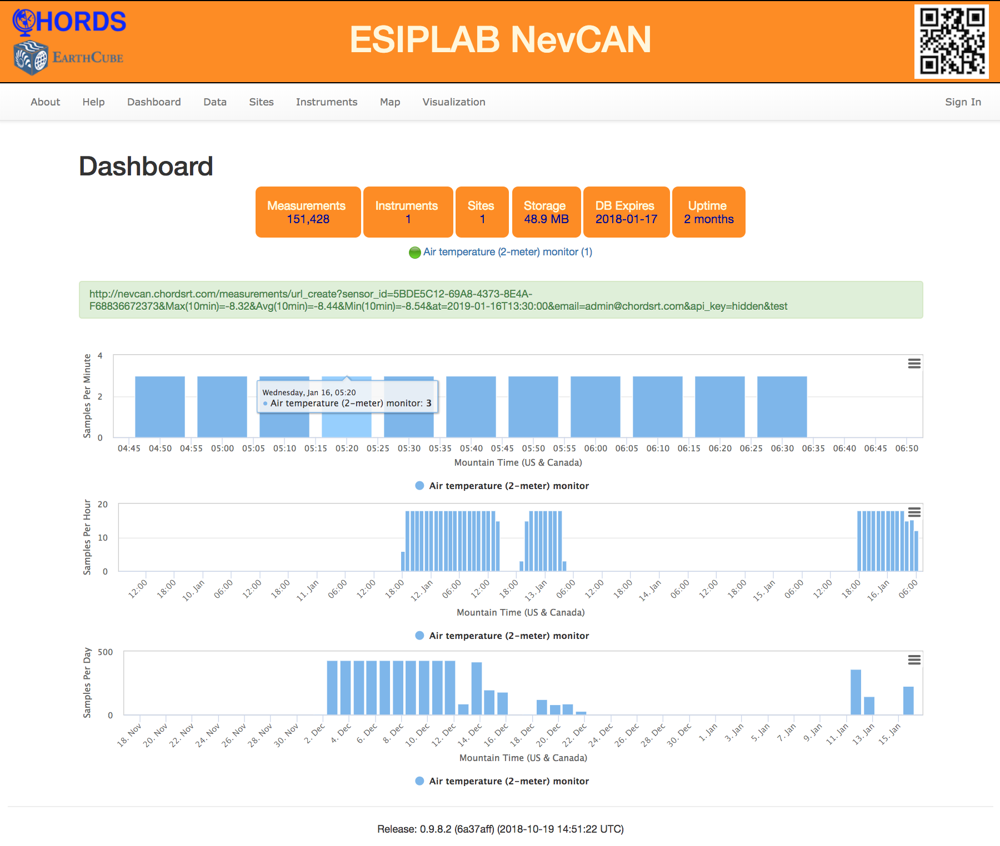 CHORDS
EARTHCUBE
ESIPLAB NevCAN
About Help Dashboard Data Sites Instruments Map Visualization Sign In
Dashboard
Measurements Instruments Sites Storage DB Expires Uptime
151,428 1 1 48.9 MB 2018-01-17 2 months
Air temperature (2-meter) monitor (1)
http://nevcan.chordsrt.com/measurements/url_create?sensor_id=5BDE5C12-69A8-4373-8E4A-
F68836672373&Max(10min)=-8.32&Avg(10min)=-8.44&Min(10min)=-8.54&at=2019-01-16T13:30:00&email=admin@chordsrt.com&api_key=hidden&test
Samples Per Minute
4
2
0
Wednesday, Jan 16, 05:20
Air temperature (2-meter) monitor: 3
04:45 04:50 04:55 05:00 05:05 05:10 05:15 05:20 05:25 05:30 05:35 05:40 05:45 05:50 05:55 06:00 06:05 06:10 06:15 06:20 06:25 06:30 06:35 06:40 06:45 06:50
Mountain Time (US & Canada)
Air temperature (2-meter) monitor
Samples Per Hour
20
10
0
12:00 18:00 10. Jan 06:00 12:00 18:00 11. Jan 06:00 12:00 18:00 12. Jan 06:00 12:00 18:00 13. Jan 06:00 12:00 18:00 14. Jan 06:00 12:00 18:00 15. Jan 06:00 12:00 18:00 16. Jan 06:00
Mountain Time (US & Canada)
Air temperature (2-meter) monitor
Samples Per Day
500
0
18. Nov 20. Nov 22. Nov 24. Nov 26. Nov 28. Nov 30. Nov 2. Dec 4. Dec 6. Dec 8. Dec 10. Dec 12. Dec 14. Dec 16. Dec 18. Dec 20. Dec 22. Dec 24. Dec 26. Dec 28. Dec 30. Dec 1. Jan 3. Jan 5. Jan 7. Jan 9. Jan 11. Jan 13. Jan 15. Jan
Mountain Time (US & Canada)
Air temperature (2-meter) monitor
Release: 0.9.8.2 (6a37aff) (2018-10-19 14:51:22 UTC)